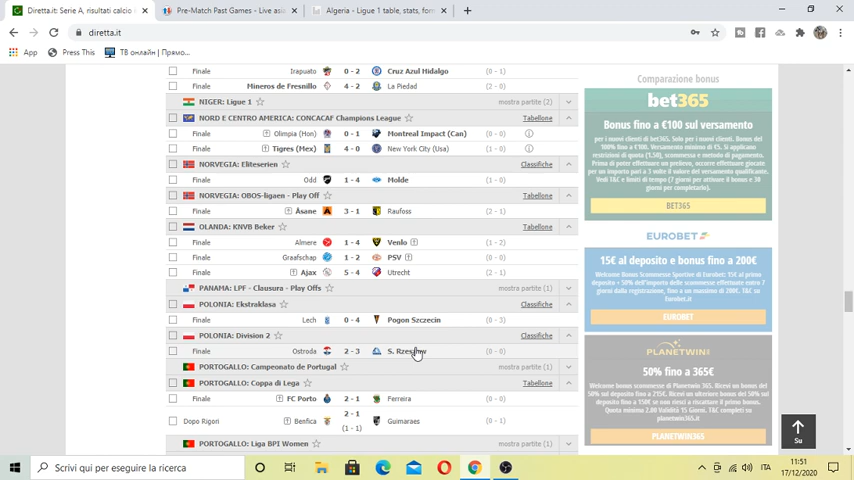 Diretta.it: Serie A, risultati calcio
Pre-Match Past Games - Live asia
Algeria - Ligue 1 table, stats, form
diretta.it
App
Press This
ТВ онлайн | Прямо...
Finale Irapuato 0 - 2 Cruz Azul Hidalgo (0 - 1)
Finale Mineros de Fresnillo 4 - 2 La Piedad (2 - 0)
NIGER: Ligue 1 mostra partite (2)
NORD E CENTRO AMERICA: CONCACAF Champions League Tabellone
Finale Olimpia (Hon) 0 - 1 Montreal Impact (Can) (0 - 0)
Finale Tigres (Mex) 4 - 0 New York City (Usa) (1 - 0)
NORVEGIA: Eliteserien Classifiche
Finale Odd 1 - 4 Molde (1 - 0)
NORVEGIA: OBOS-ligaen - Play Off Tabellone
Finale Åsane 3 - 1 Raufoss (2 - 1)
OLANDA: KNVB Beker Tabellone
Finale Almere 1 - 4 Venlo (1 - 2)
Finale Graafschap 1 - 2 PSV (0 - 0)
Finale Ajax 5 - 4 Utrecht (2 - 1)
PANAMA: LPF - Clausura - Play Offs mostra partite (1)
POLONIA: Ekstraklasa Classifiche
Finale Lech 0 - 4 Pogon Szczecin (0 - 3)
POLONIA: Division 2 Classifiche
Finale Ostroda 2 - 3 S. Rzeszow (0 - 0)
PORTOGALLO: Campeonato de Portugal mostra partite (1)
PORTOGALLO: Coppa di Lega Tabellone
Finale FC Porto 2 - 1 Ferreira (0 - 0)
Dopo Rigori Benfica 2 - 1 (1 - 1) Guimaraes (0 - 1)
PORTOGALLO: Liga BPI Women mostra partite (1)
Comparazione bonus
bet365
Bonus fino a €100 sul versamento
BET365
EUROBET
15€ al deposito e bonus fino a 200€
EUROBET
PLANETWIN
50% fino a 365€
PLANETWIN365
Su
Scrivi qui per eseguire la ricerca
ITA
11:51
17/12/2020